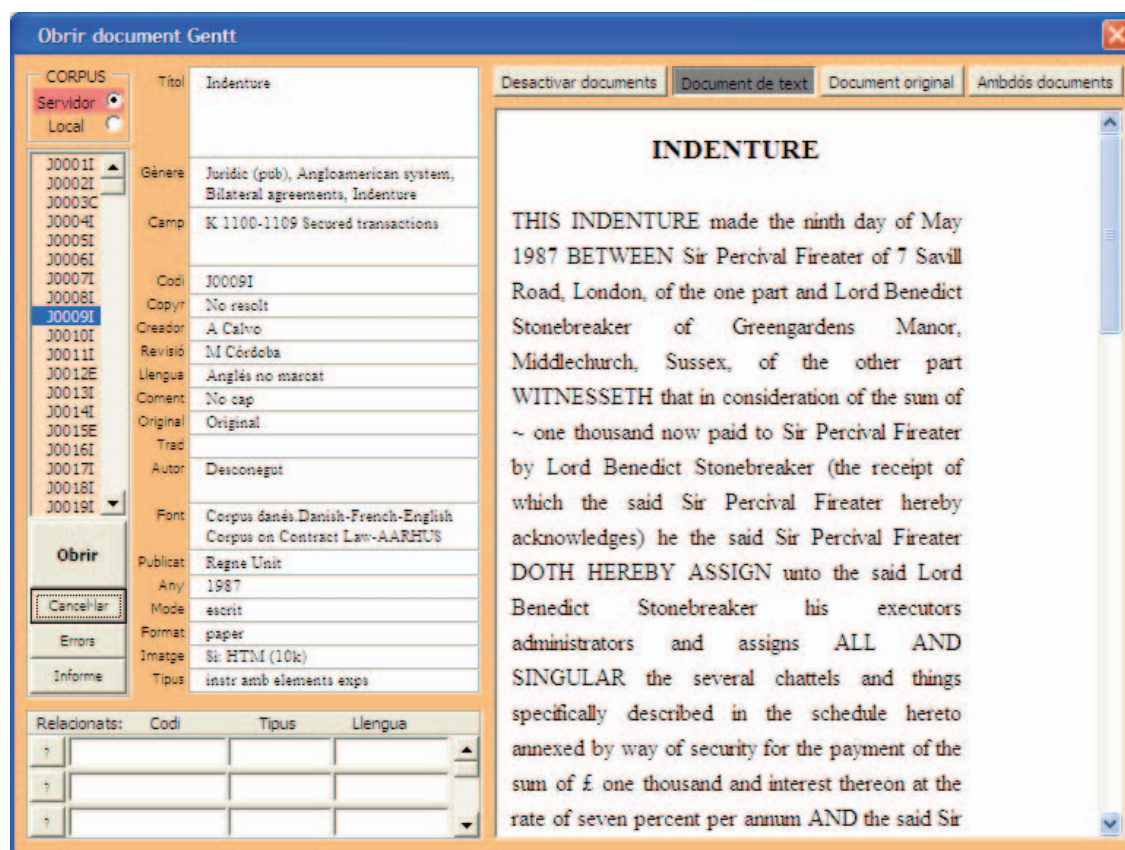 Obrir document Gentt
CORPUS
Servidor
Local
J0001I
J0002I
J0003C
J0004I
J0005I
J0006I
J0007I
J0008I
J0009I
J0010I
J0011I
J0012E
J0013I
J0014I
J0015E
J0016I
J0017I
J0018I
J0019I
Obrir
Cancel·lar
Errors
Informe
Títol Indenture
Gènere Juridic (pub), Angloamerican system,
Bilateral agreements, Indenture
Camp K 1100-1109 Secured transactions
Codi J0009I
Copyr No resolt
Creador A Calvo
Revisió M Córdoba
Llengua Anglés no marcat
Coment No cap
Original Original
Trad
Autor Desconegut
Font Corpus danés.Danish-French-English
Corpus on Contract Law-AARHUS
Publicat Regne Unit
Any 1987
Mode escrit
Format paper
Imatge Si: HTM (10k)
Tipus instr amb elements exps
Relacionats: Codi Tipus Llengua
?
?
?
Desactivar documents Document de text Document original Ambdós documents
INDENTURE
THIS INDENTURE made the ninth day of May
1987 BETWEEN Sir Percival Fireater of 7 Savill
Road, London, of the one part and Lord Benedict
Stonebreaker of Greengardens Manor,
Middlechurch, Sussex, of the other part
WITNESSETH that in consideration of the sum of
~ one thousand now paid to Sir Percival Fireater
by Lord Benedict Stonebreaker (the receipt of
which the said Sir Percival Fireater hereby
acknowledges) he the said Sir Percival Fireater
DOTH HEREBY ASSIGN unto the said Lord
Benedict Stonebreaker his executors
administrators and assigns ALL AND
SINGULAR the several chattels and things
specifically described in the schedule hereto
annexed by way of security for the payment of the
sum of £ one thousand and interest thereon at the
rate of seven percent per annum AND the said Sir